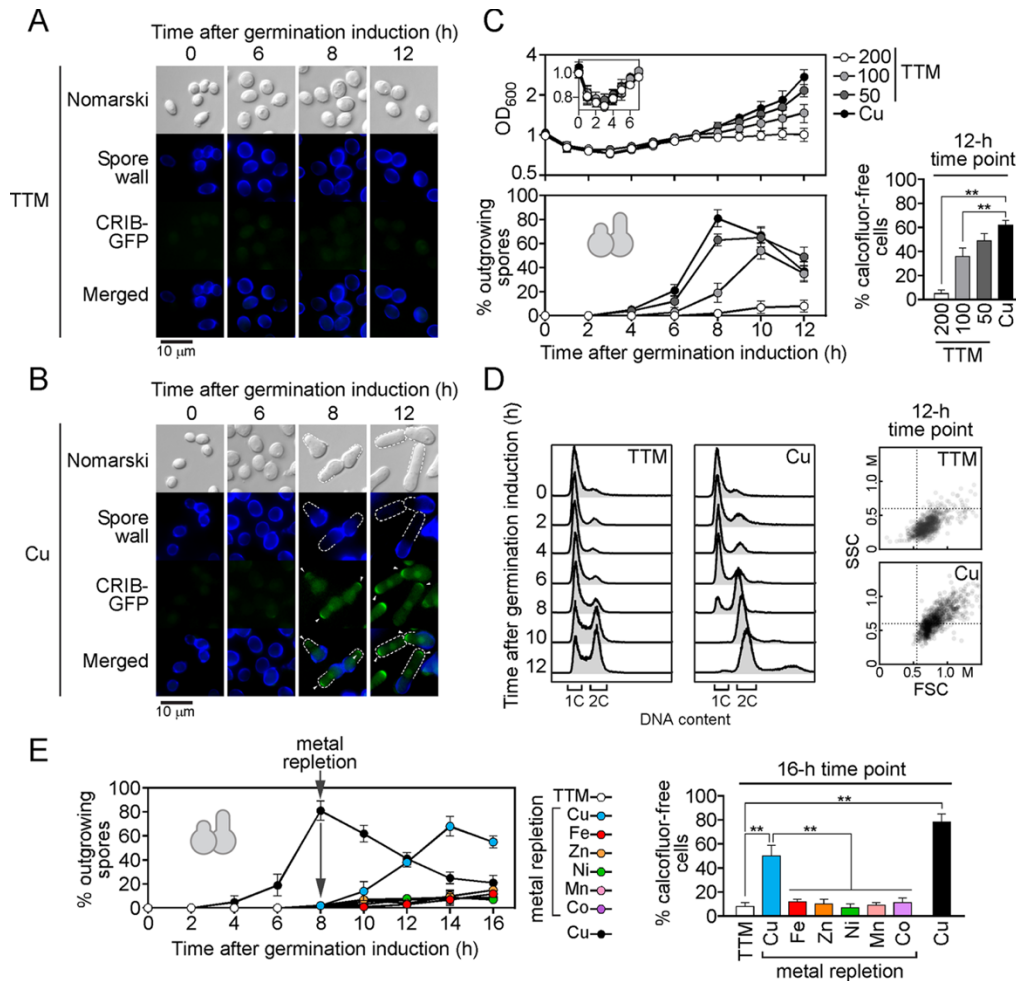 A
Time after germination induction (h)
0 6 8 12
TTM
Nomarski
Spore
wall
CRIB-
GFP
Merged
10 μm
B
Time after germination induction (h)
0 6 8 12
Cu
Nomarski
Spore
wall
CRIB-
GFP
Merged
10 μm
C
OD600
4
2
1
0.5
1.0
0.8
0 2 4 6
200
100
50
Cu
TTM
% outgrowing
spores
100
80
60
40
20
0
0 2 4 6 8 10 12
Time after germination induction (h)
12-h
time point
% calcofluor-free
cells
100
80
60
40
20
0
**
**
200
100
50
Cu
TTM
D
Time after germination induction (h)
0
2
4
6
8
10
12
TTM
Cu
1C 2C
1C 2C
DNA content
12-h
time point
TTM
SSC
M
1.0
0.5
0
Cu
M
1.0
0.5
0
0 0.5 1.0 M
FSC
E
metal
repletion
% outgrowing
spores
100
80
60
40
20
0
0 2 4 6 8 10 12 14 16
Time after germination induction (h)
metal repletion
TTM
Cu
Fe
Zn
Ni
Mn
Co
Cu
16-h time point
% calcofluor-free
cells
100
80
60
40
20
0
**
**
**
TTM
Cu
Fe
Zn
Ni
Mn
Co
Cu
metal repletion